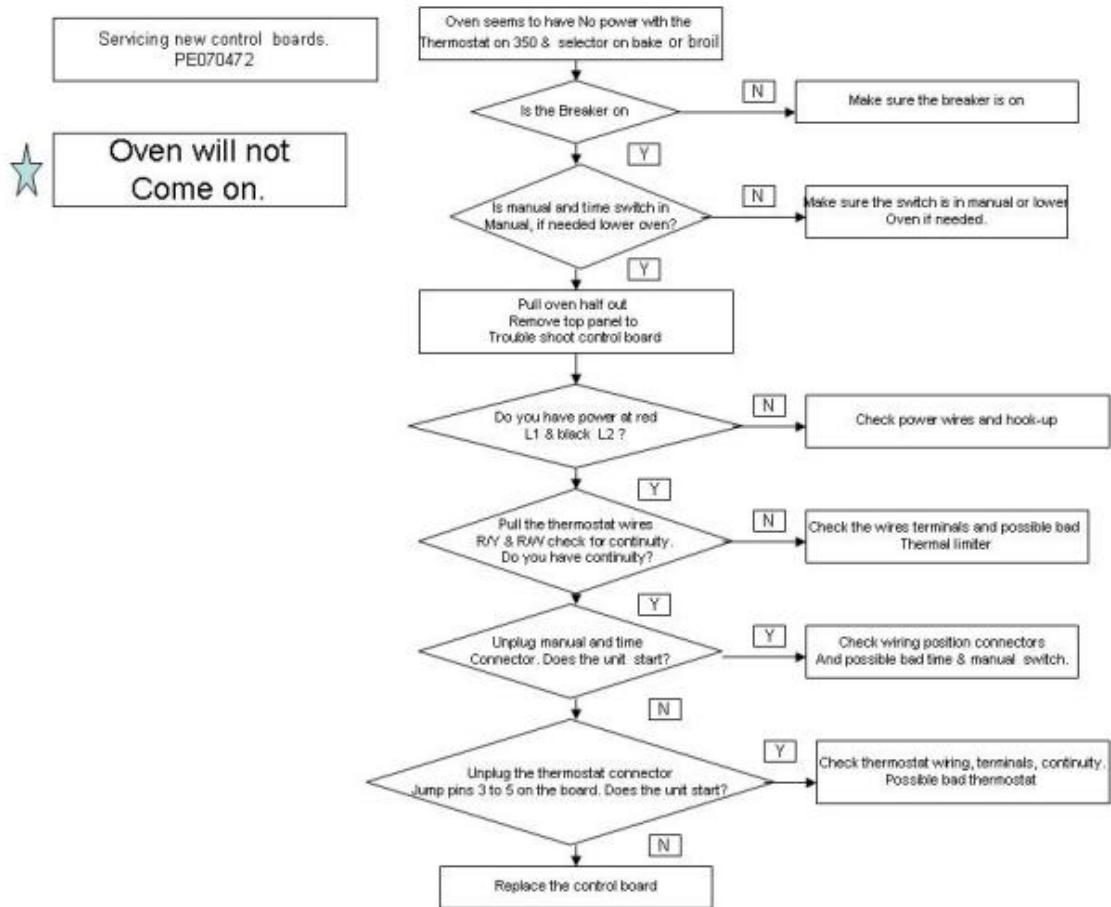 Servicing new control boards.
PE070472
Oven will not
Come on.
Oven seems to have No power with the
Thermostat on 350 & selector on bake or broil
Is the Breaker on
N
Make sure the breaker is on
Y
Is manual and time switch in
Manual, if needed lower oven?
N
Make sure the switch is in manual or lower
Oven if needed.
Y
Pull oven half out
Remove top panel to
Trouble shoot control board
Do you have power at red
L1 & black L2 ?
N
Check power wires and hook-up
Y
Pull the thermostat wires
R/Y & R/W check for continuity.
Do you have continuity?
N
Check the wires terminals and possible bad
Thermal limiter
Y
Unplug manual and time
Connector. Does the unit start?
Y
Check wiring position connectors
And possible bad time & manual switch.
N
Unplug the thermostat connector
Jump pins 3 to 5 on the board. Does the unit start?
Y
Check thermostat wiring, terminals, continuity.
Possible bad thermostat
N
Replace the control board